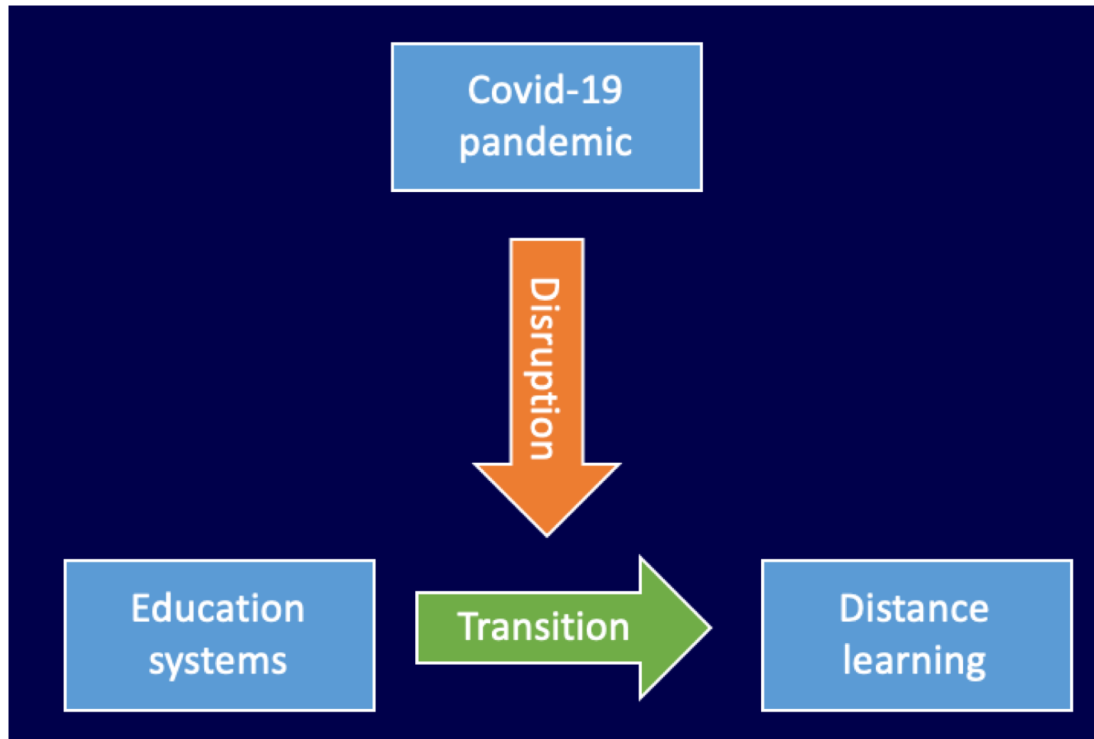 Covid-19
pandemic
Disruption
Education
systems
Transition
Distance
learning